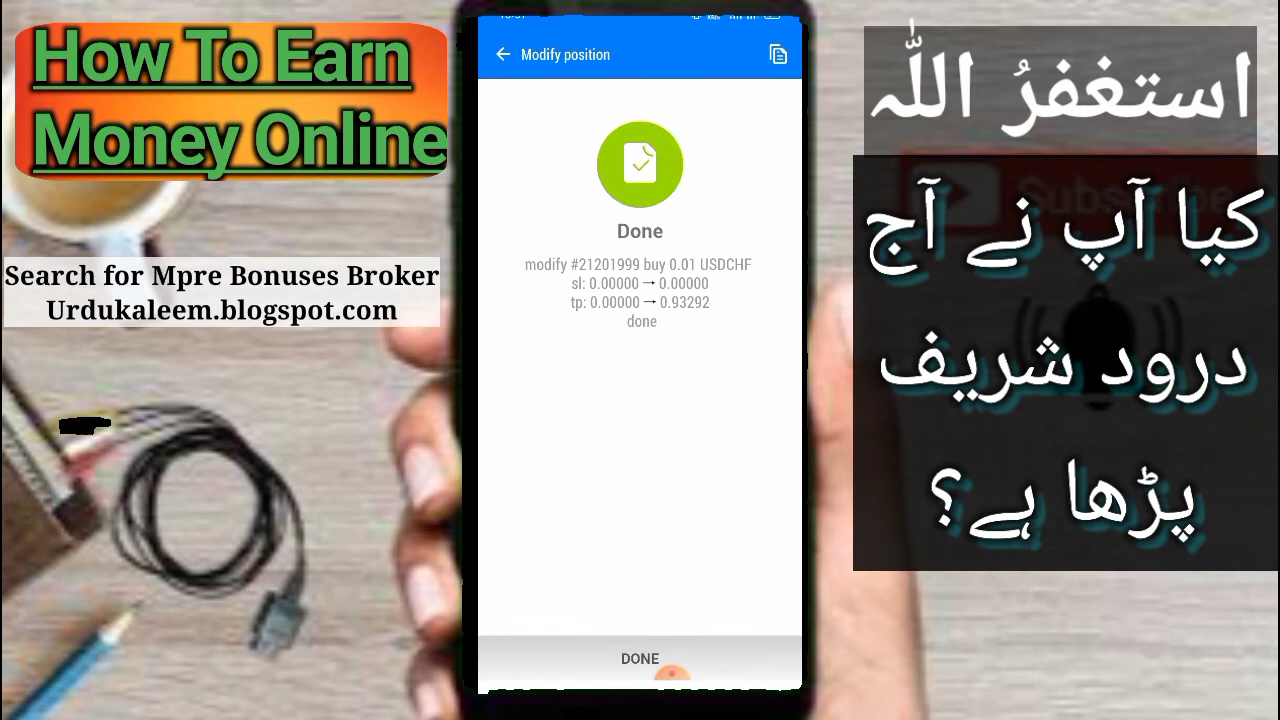 How To Earn
Money Online
Search for Mpre Bonuses Broker
Urdukaleem.blogspot.com
Modify position
Done
modify #21201999 buy 0.01 USDCHF
sl: 0.00000 → 0.00000
tp: 0.00000 → 0.93292
done
DONE
استغفرُ اللّٰہ
Subscribe
کیا آپ نے آج
درود شریف
پڑھا ہے؟